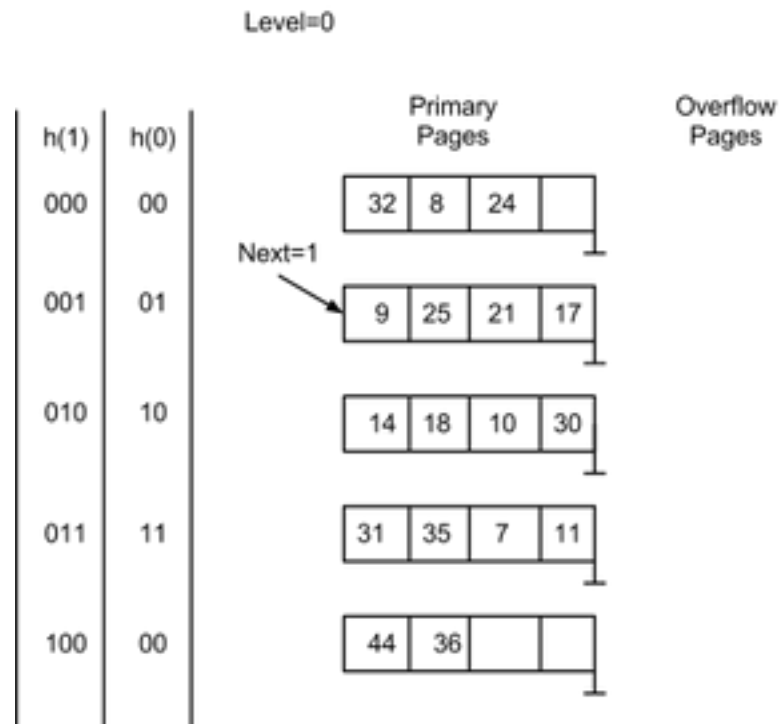 Level=0
Primary Overflow
h(1) h(0) Pages Pages
000 00 32 8 24
Next=1
001 01 9 25 21 17
010 10 14 18 10 30
011 11 31 35 7 11
100 00 44 36